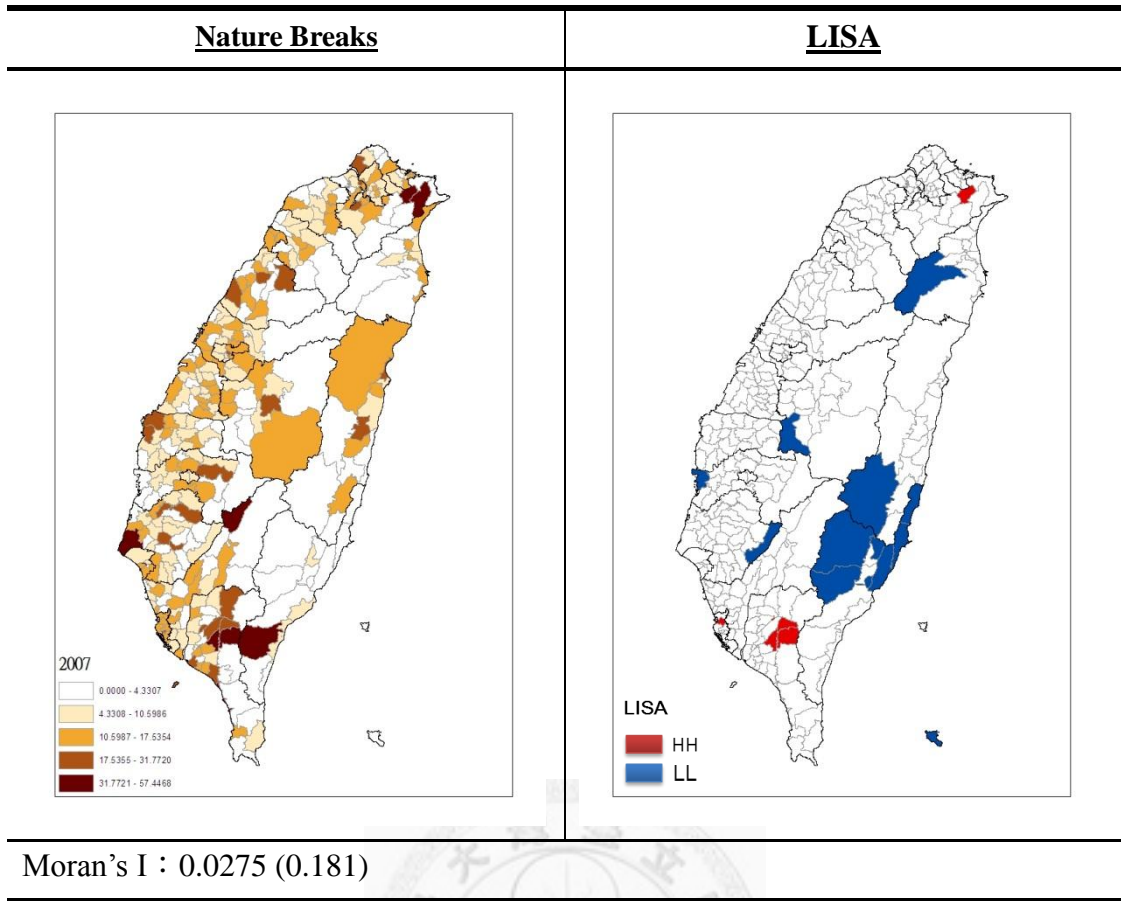 Nature Breaks
LISA
2007
0.0000 - 4.3307
4.3308 - 10.5986
10.5987 - 17.5354
17.5355 - 31.7720
31.7721 - 57.4468
LISA
HH
LL
Moran's I：0.0275 (0.181)